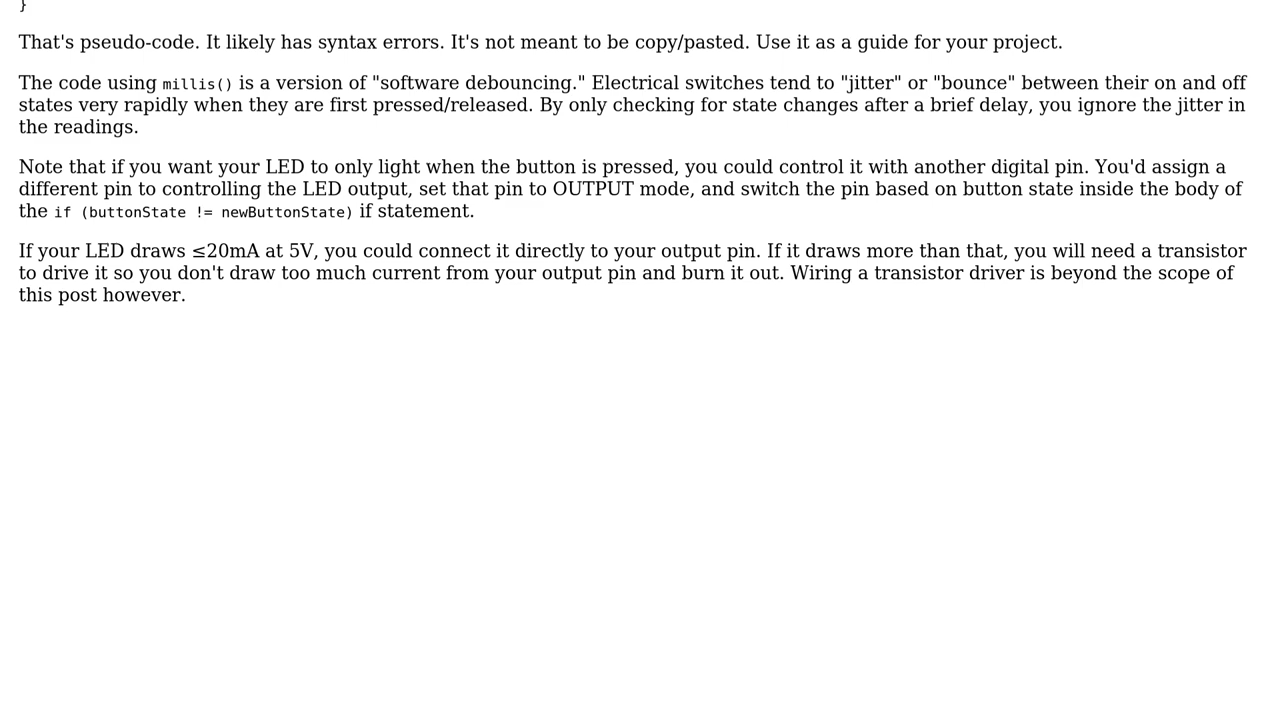 }
That's pseudo-code. It likely has syntax errors. It's not meant to be copy/pasted. Use it as a guide for your project.
The code using millis() is a version of "software debouncing." Electrical switches tend to "jitter" or "bounce" between their on and off
states very rapidly when they are first pressed/released. By only checking for state changes after a brief delay, you ignore the jitter in
the readings.
Note that if you want your LED to only light when the button is pressed, you could control it with another digital pin. You'd assign a
different pin to controlling the LED output, set that pin to OUTPUT mode, and switch the pin based on button state inside the body of
the if (buttonState != newButtonState) if statement.
If your LED draws ≤20mA at 5V, you could connect it directly to your output pin. If it draws more than that, you will need a transistor
to drive it so you don't draw too much current from your output pin and burn it out. Wiring a transistor driver is beyond the scope of
this post however.